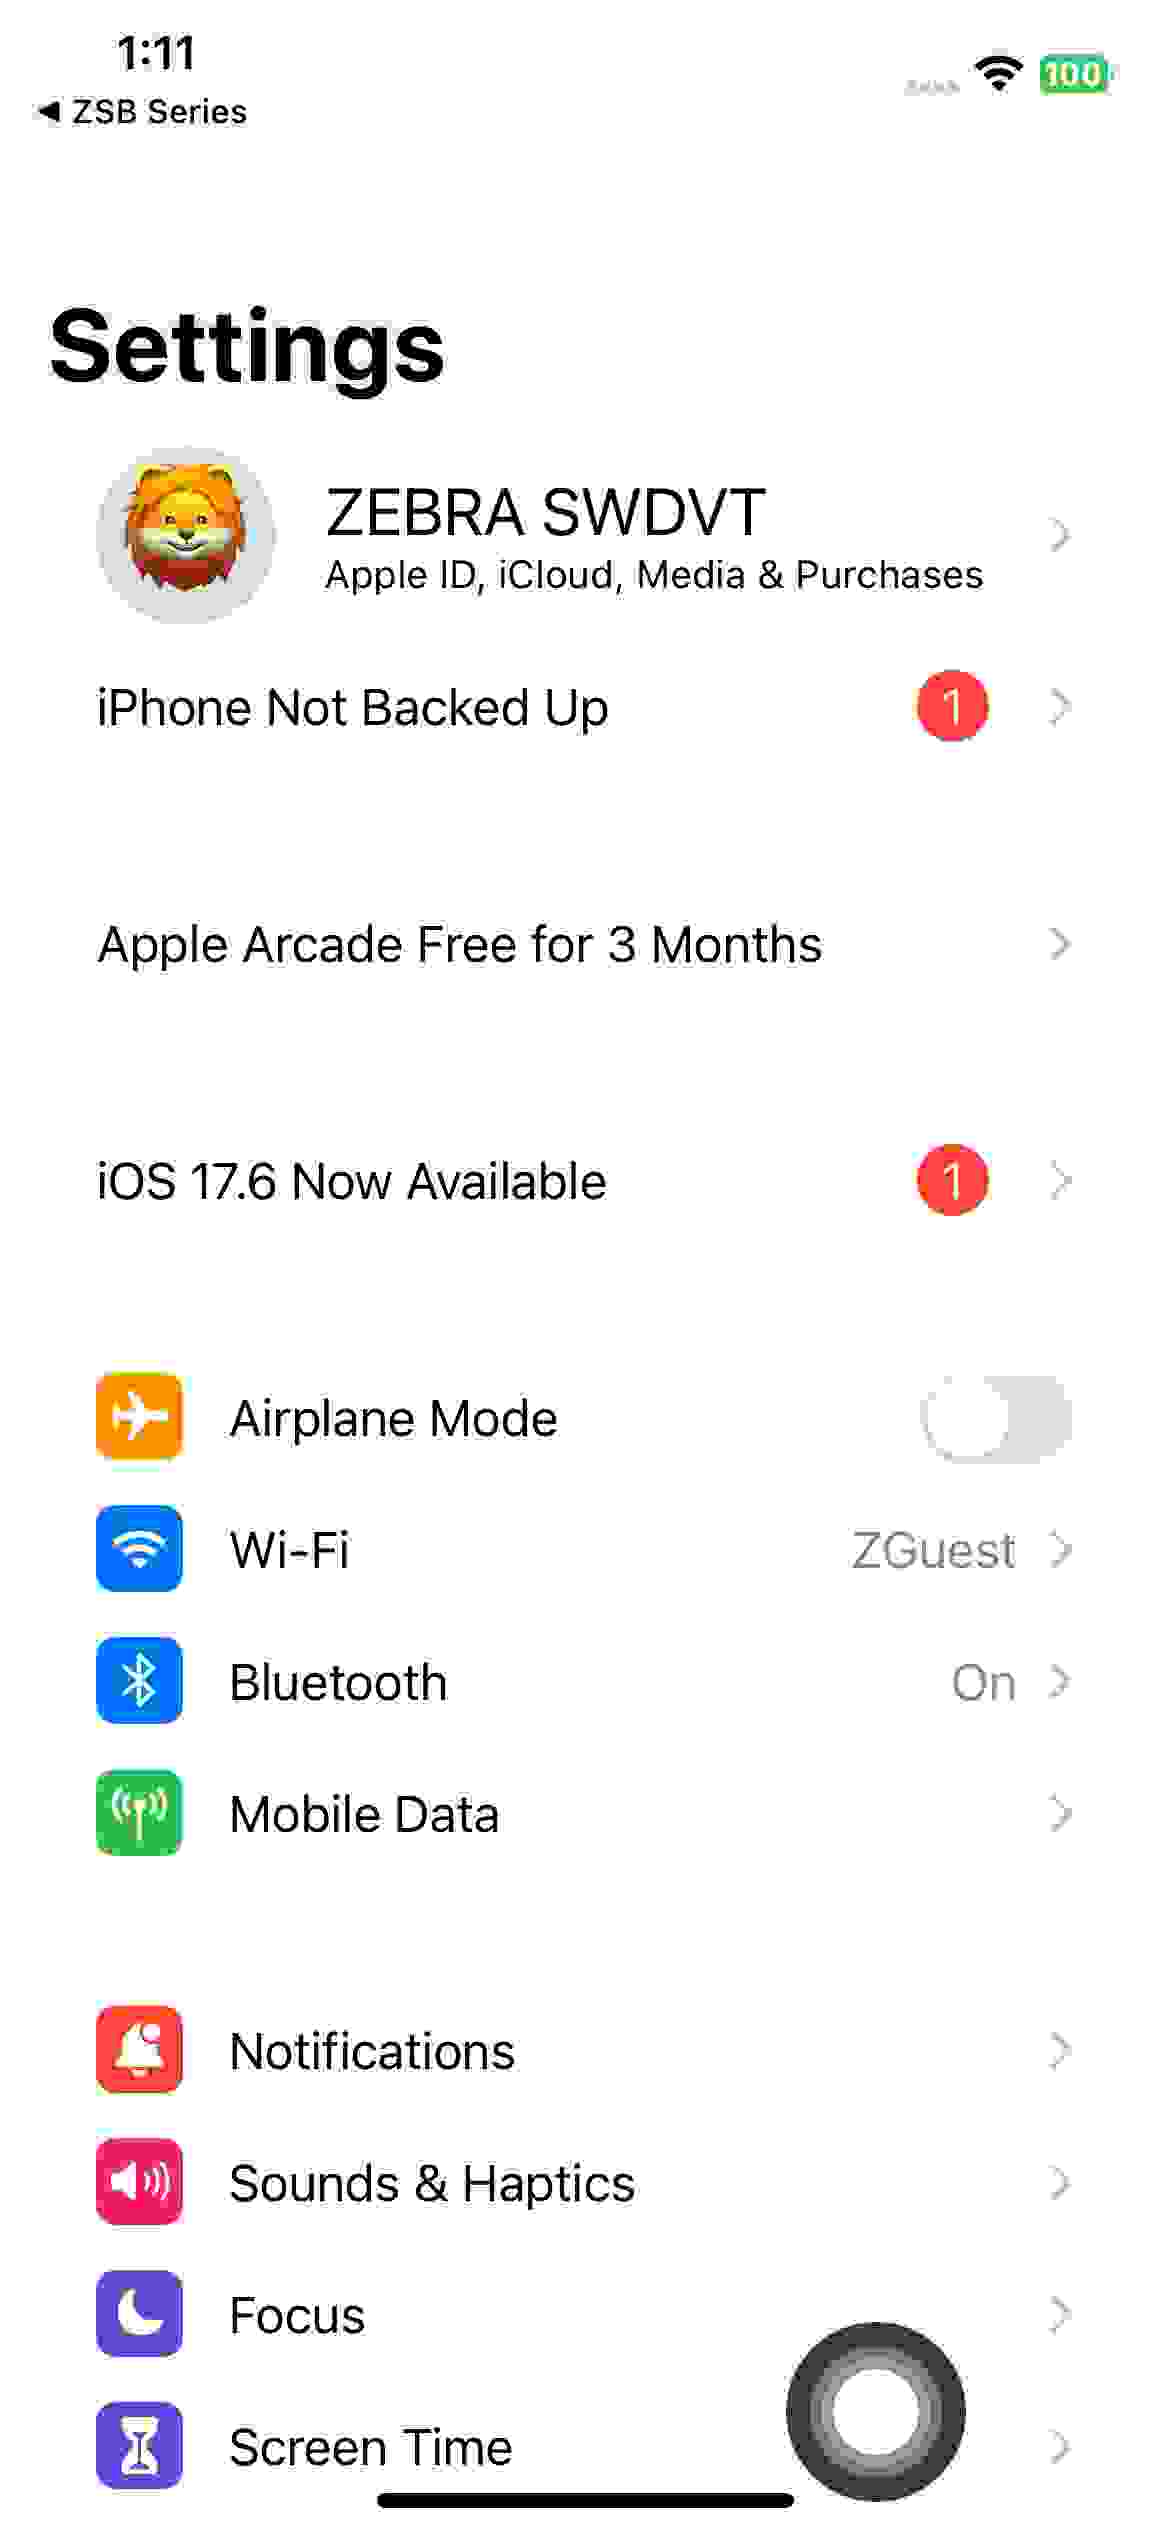 1:11
◀ ZSB Series
100
Settings
ZEBRA SWDVT
Apple ID, iCloud, Media & Purchases
iPhone Not Backed Up 1
Apple Arcade Free for 3 Months
iOS 17.6 Now Available 1
Airplane Mode
Wi-Fi ZGuest
Bluetooth On
Mobile Data
Notifications
Sounds & Haptics
Focus
Screen Time